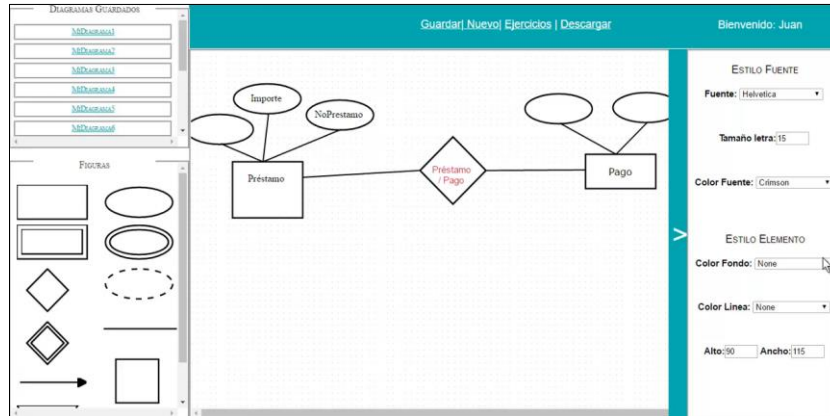 DIAGRAMAS GUARDADOS
MiDiagrama1
MiDiagrama2
MiDiagrama3
MiDiagrama4
MiDiagrama5
MiDiagrama6
FIGURAS
Guardar| Nuevo| Ejercicios | Descargar
Bienvenido: Juan
Importe
NoPrestamo
Préstamo
Préstamo
/ Pago
Pago
>
ESTILO FUENTE
Fuente: Helvetica
Tamaño letra: 15
Color Fuente: Crimson
ESTILO ELEMENTO
Color Fondo: None
Color Linea: None
Alto: 90 Ancho: 115